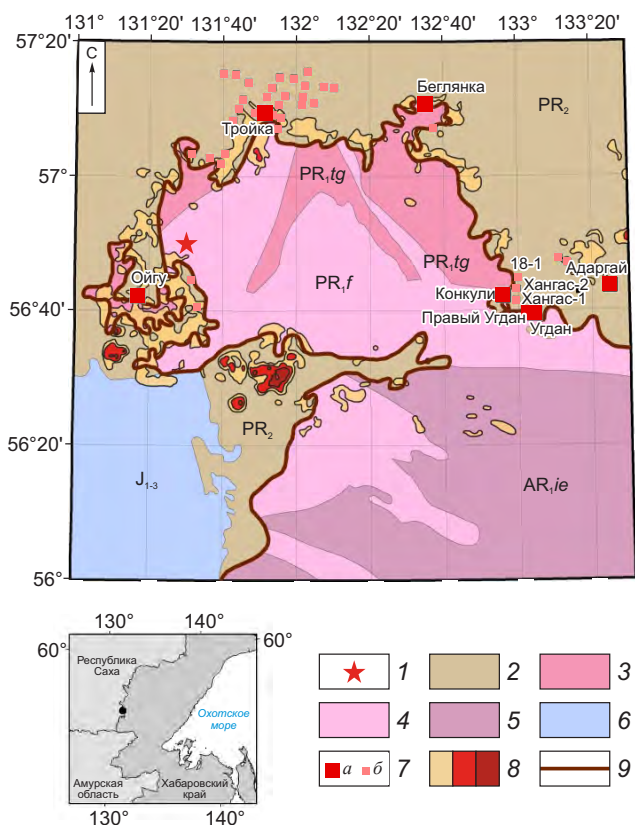 131° 131°20' 131°40' 132° 132°20' 132°40' 133° 133°20'
57°20'
С
Беглянка
PR₂
Тройка
57°
PR₁tg
PR₁tg
18-1
Адаргай
Ойгу
PR₁f
Хангас-2
Конкули
Хангас-1
56°40'
Правый Угдан
Угдан
56°20'
PR₂
J₁₋₃
AR₁ie
56°
130° 140°
60° 60°
Республика
Саха
Охотское
море
Амурская
область
Хабаровский
край
130°
1 2 3
4 5 6
а б 7 8 9